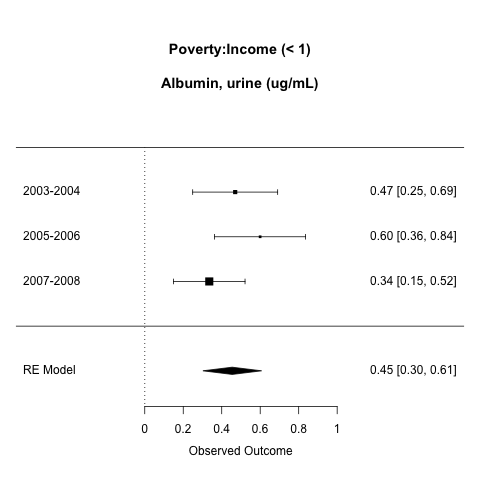 Poverty:Income (< 1)
Albumin, urine (ug/mL)
2003-2004 0.47 [0.25, 0.69]
2005-2006 0.60 [0.36, 0.84]
2007-2008 0.34 [0.15, 0.52]
RE Model 0.45 [0.30, 0.61]
0 0.2 0.4 0.6 0.8 1
Observed Outcome